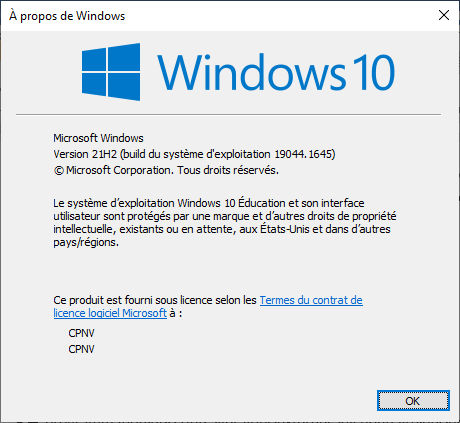 À propos de Windows
Windows 10
Microsoft Windows
Version 21H2 (build du système d'exploitation 19044.1645)
© Microsoft Corporation. Tous droits réservés.
Le système d’exploitation Windows 10 Éducation et son interface
utilisateur sont protégés par une marque et d’autres droits de propriété
intellectuelle, existants ou en attente, aux États-Unis et dans d’autres
pays/régions.
Ce produit est fourni sous licence selon les Termes du contrat de
licence logiciel Microsoft à :
CPNV
CPNV
OK